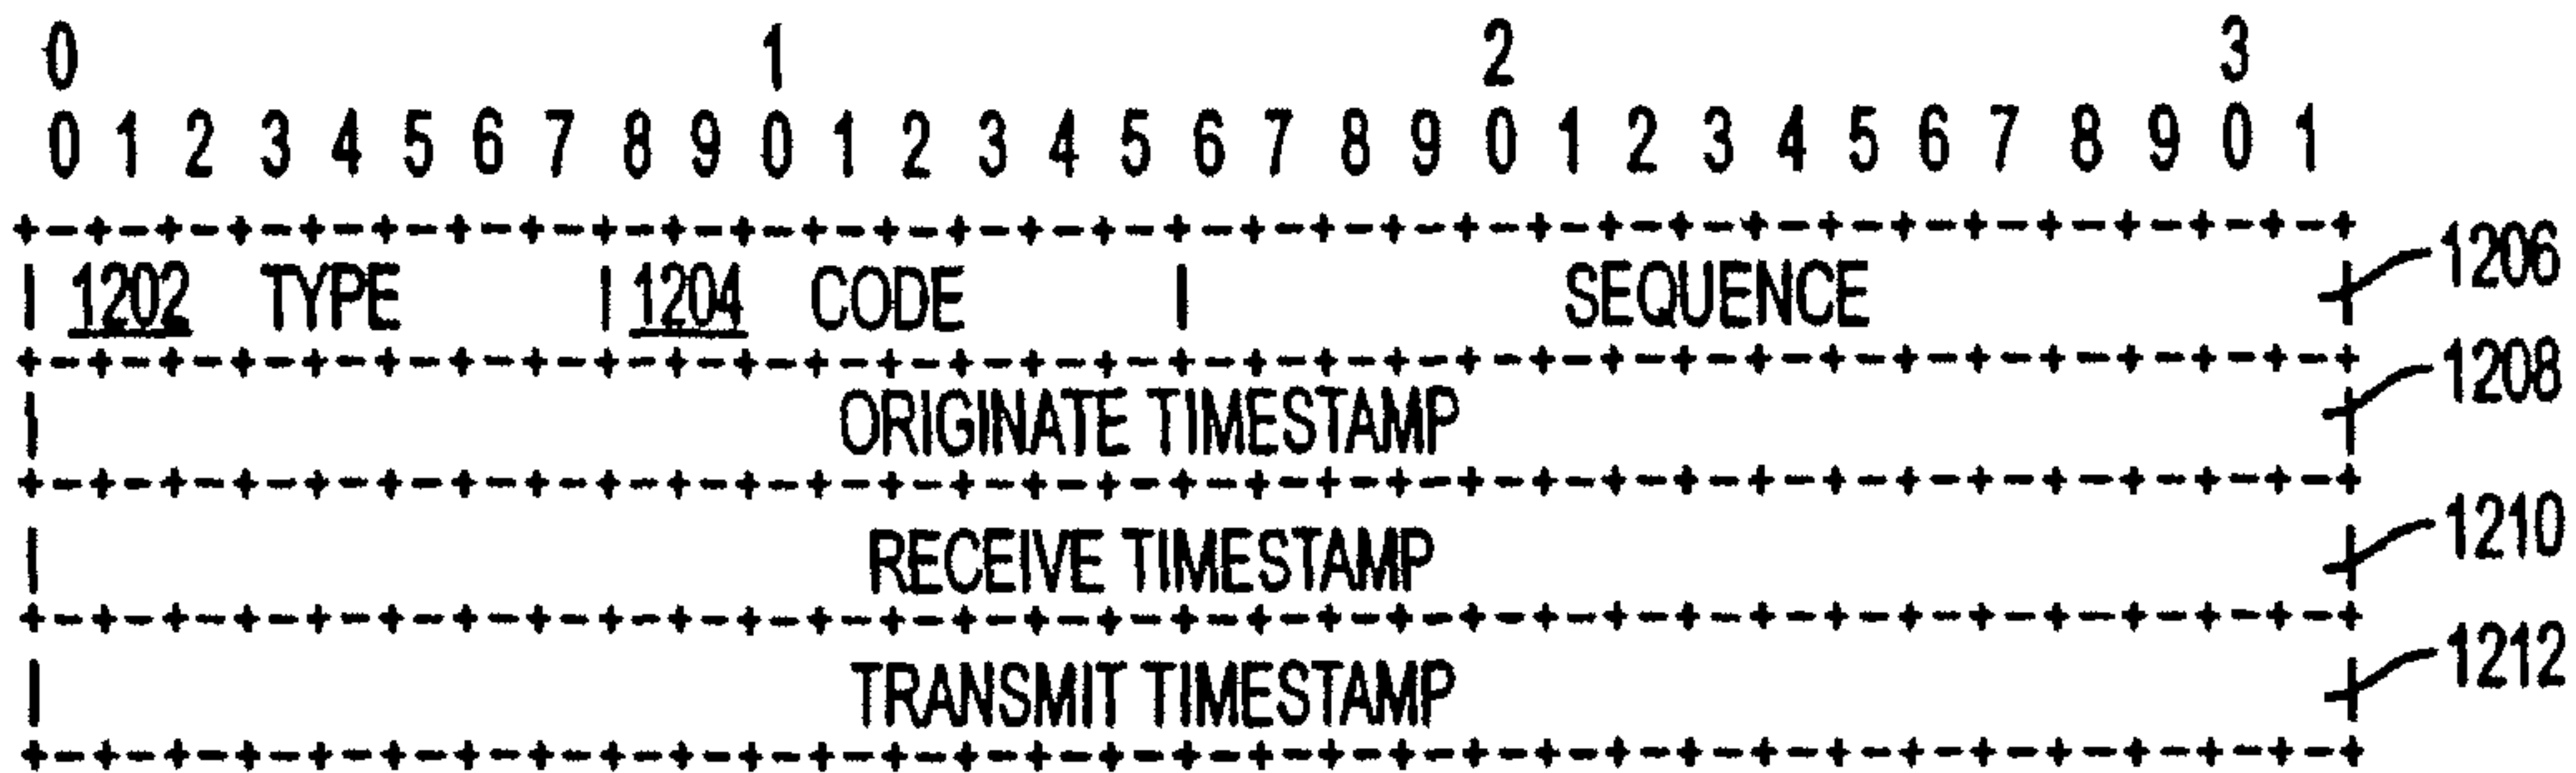 0 1 2 3
0 1 2 3 4 5 6 7 8 9 0 1 2 3 4 5 6 7 8 9 0 1 2 3 4 5 6 7 8 9 0 1
+-+-+-+-+-+-+-+-+-+-+-+-+-+-+-+-+-+-+-+-+-+-+-+-+-+-+-+-+-+-+-+-+
| 1202 TYPE | 1204 CODE | SEQUENCE | 1206
+-+-+-+-+-+-+-+-+-+-+-+-+-+-+-+-+-+-+-+-+-+-+-+-+-+-+-+-+-+-+-+-+
| ORIGINATE TIMESTAMP | 1208
+-+-+-+-+-+-+-+-+-+-+-+-+-+-+-+-+-+-+-+-+-+-+-+-+-+-+-+-+-+-+-+-+
| RECEIVE TIMESTAMP | 1210
+-+-+-+-+-+-+-+-+-+-+-+-+-+-+-+-+-+-+-+-+-+-+-+-+-+-+-+-+-+-+-+-+
| TRANSMIT TIMESTAMP | 1212
+-+-+-+-+-+-+-+-+-+-+-+-+-+-+-+-+-+-+-+-+-+-+-+-+-+-+-+-+-+-+-+-+